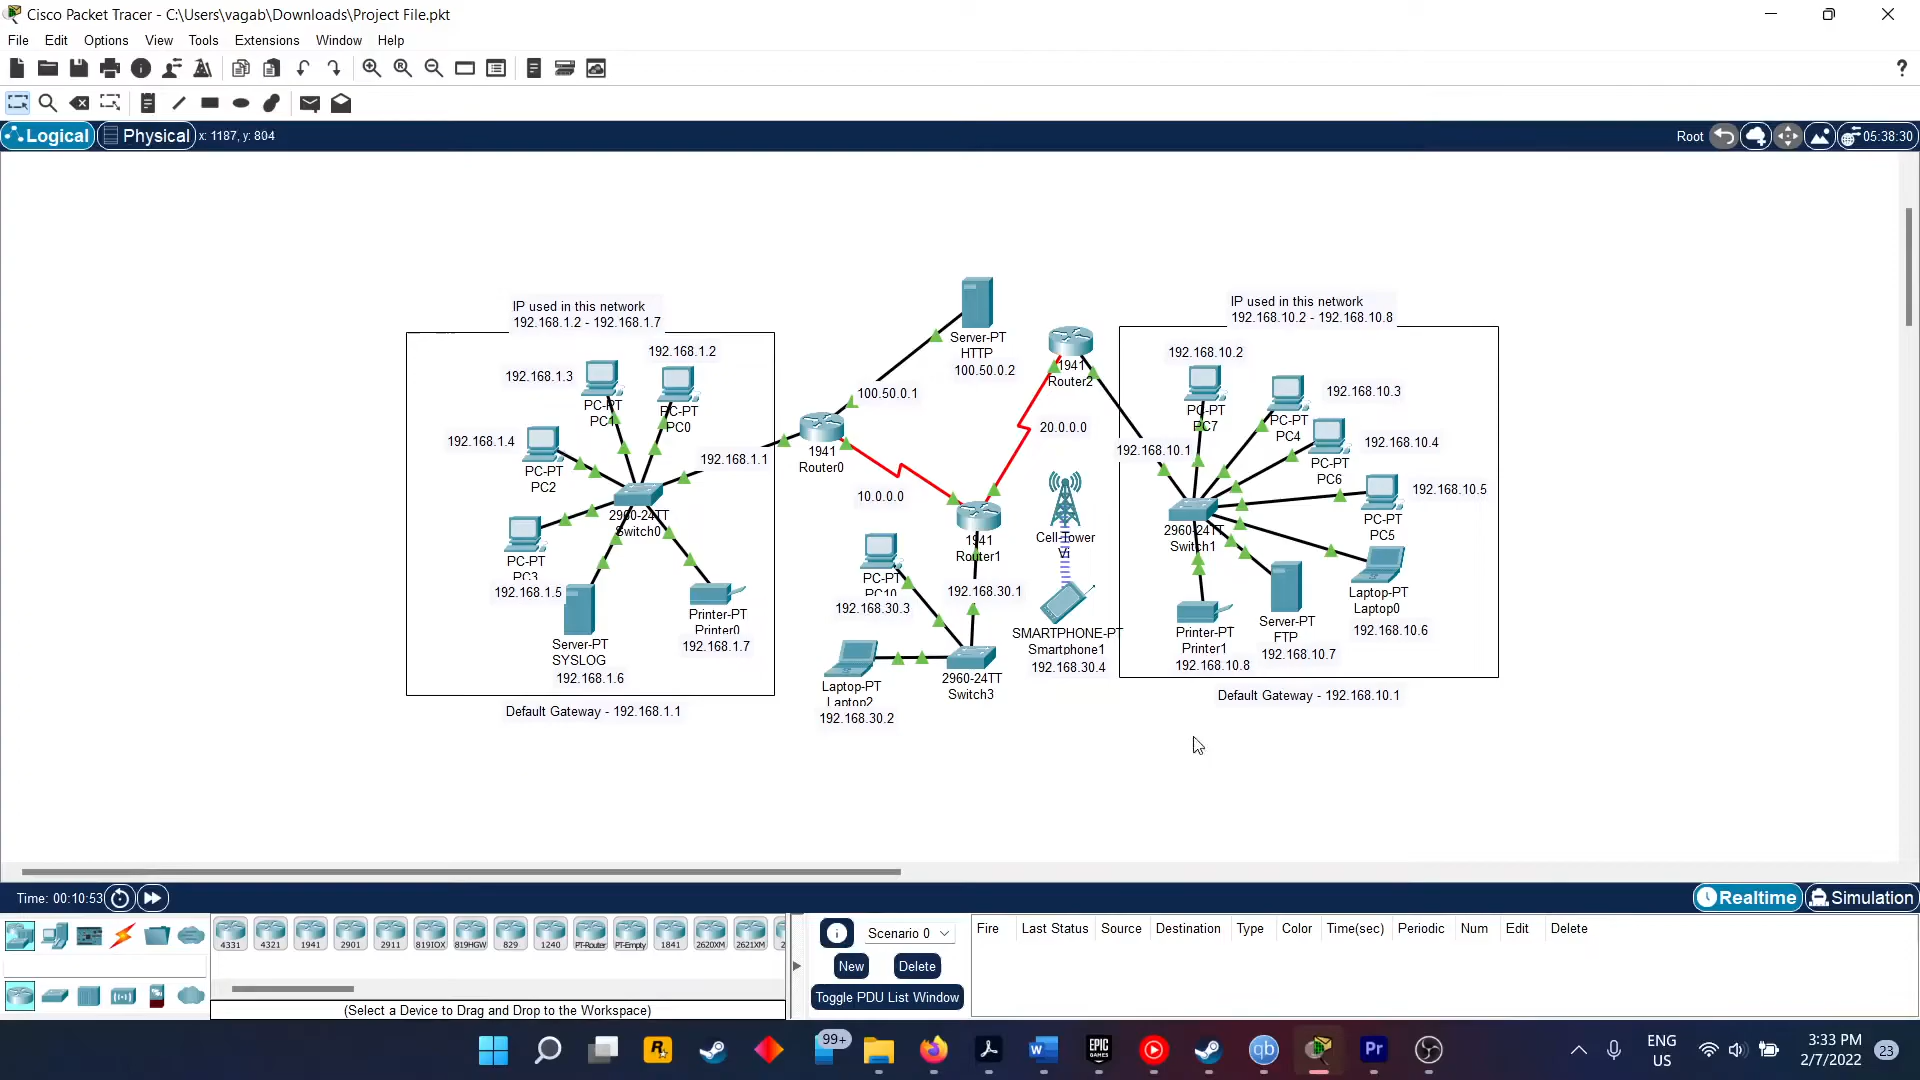 Cisco Packet Tracer - C:\Users\vagab\Downloads\Project File.pkt
File Edit Options View Tools Extensions Window Help
?
Logical Physical x: 1187, y: 804 Root 05:38:30
IP used in this network
192.168.1.2 - 192.168.1.7
192.168.1.2
192.168.1.3
PC-PT
PC1
PC-PT
PC0
192.168.1.4
PC-PT
PC2
192.168.1.1
2960-24TT
Switch0
PC-PT
PC3
192.168.1.5
Server-PT
SYSLOG
192.168.1.6
Printer-PT
Printer0
192.168.1.7
Default Gateway - 192.168.1.1
Server-PT
HTTP
100.50.0.2
100.50.0.1
1941
Router0
10.0.0.0
1941
Router2
20.0.0.0
1941
Router1
PC-PT
PC10
192.168.30.3
192.168.30.1
Laptop-PT
Laptop2
192.168.30.2
2960-24TT
Switch3
Cell-Tower
Vi
SMARTPHONE-PT
Smartphone1
192.168.30.4
IP used in this network
192.168.10.2 - 192.168.10.8
192.168.10.2
PC-PT
PC7
192.168.10.3
PC-PT
PC4
192.168.10.4
PC-PT
PC6
192.168.10.1
192.168.10.5
PC-PT
PC5
2960-24TT
Switch1
Laptop-PT
Laptop0
192.168.10.6
Server-PT
FTP
192.168.10.7
Printer-PT
Printer1
192.168.10.8
Default Gateway - 192.168.10.1
Time: 00:10:53 Realtime Simulation
4331 4321 1941 2901 2911 819IOX 819HGW 829 1240 PT-Router PT-Empty 1841 2620XM 2621XM 2
(Select a Device to Drag and Drop to the Workspace)
Scenario 0
New Delete
Toggle PDU List Window
Fire Last Status Source Destination Type Color Time(sec) Periodic Num Edit Delete
99+
R
W
EPIC
GAMES
qb
Pr
ENG
US
3:33 PM
2/7/2022
23